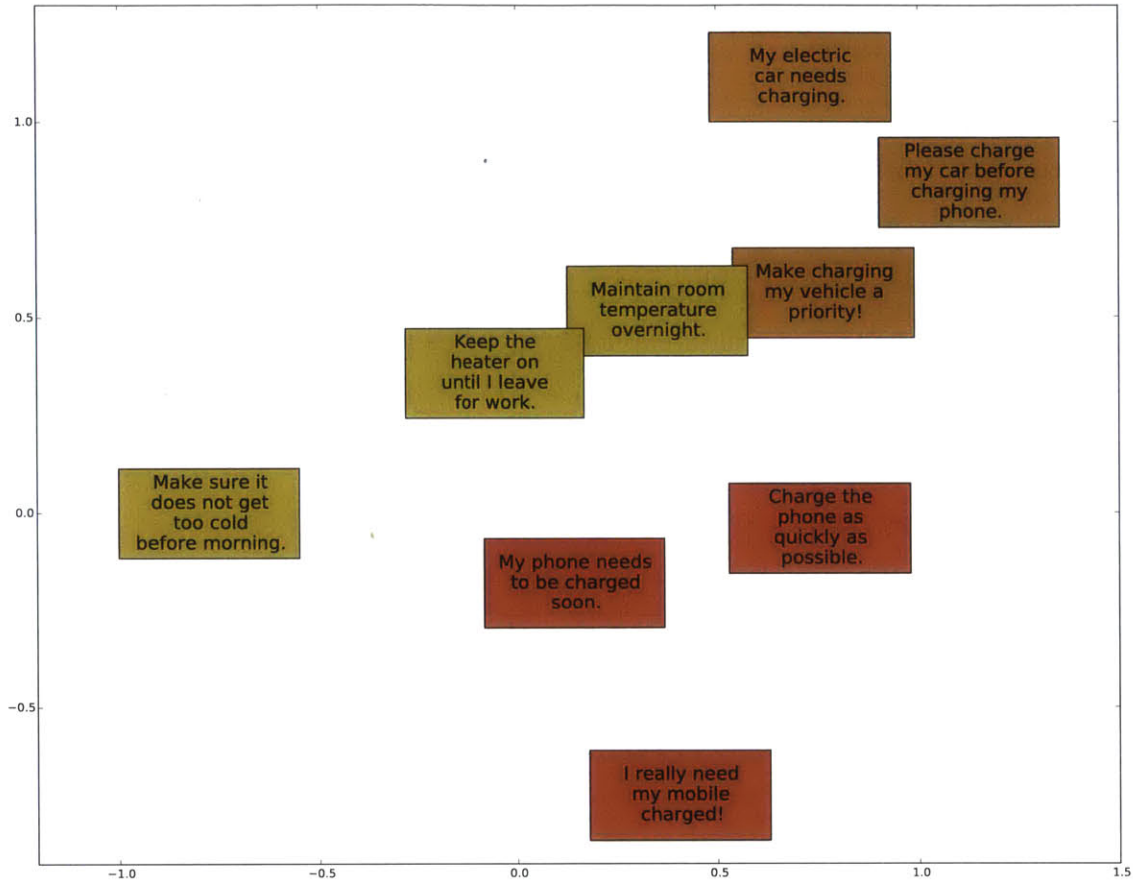 My electric
car needs
charging.
1.0
Please charge
my car before
charging my
phone.
Make charging
my vehicle a
priority!
Maintain room
temperature
overnight.
0.5
Keep the
heater on
until I leave
for work.
Make sure it
does not get
too cold
before morning.
0.0
Charge the
phone as
quickly as
possible.
My phone needs
to be charged
soon.
−0.5
I really need
my mobile
charged!
−1.0
−0.5
0.0
0.5
1.0
1.5